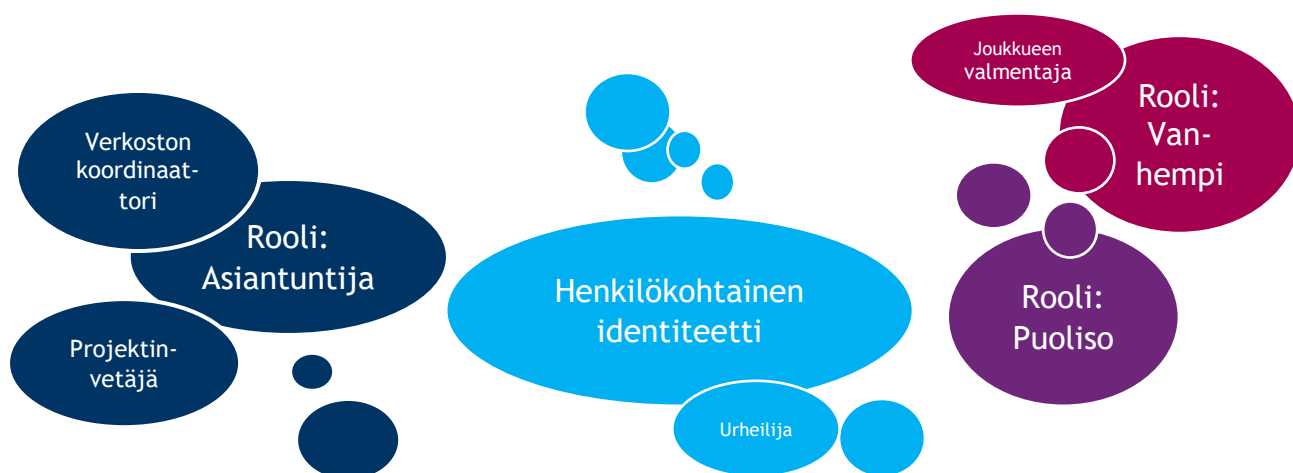 Verkoston
koordinaat-
tori
Rooli:
Asiantuntija
Projektin-
vetäjä
Henkilökohtainen
identiteetti
Urheilija
Joukkueen
valmentaja
Rooli:
Van-
hempi
Rooli:
Puoliso